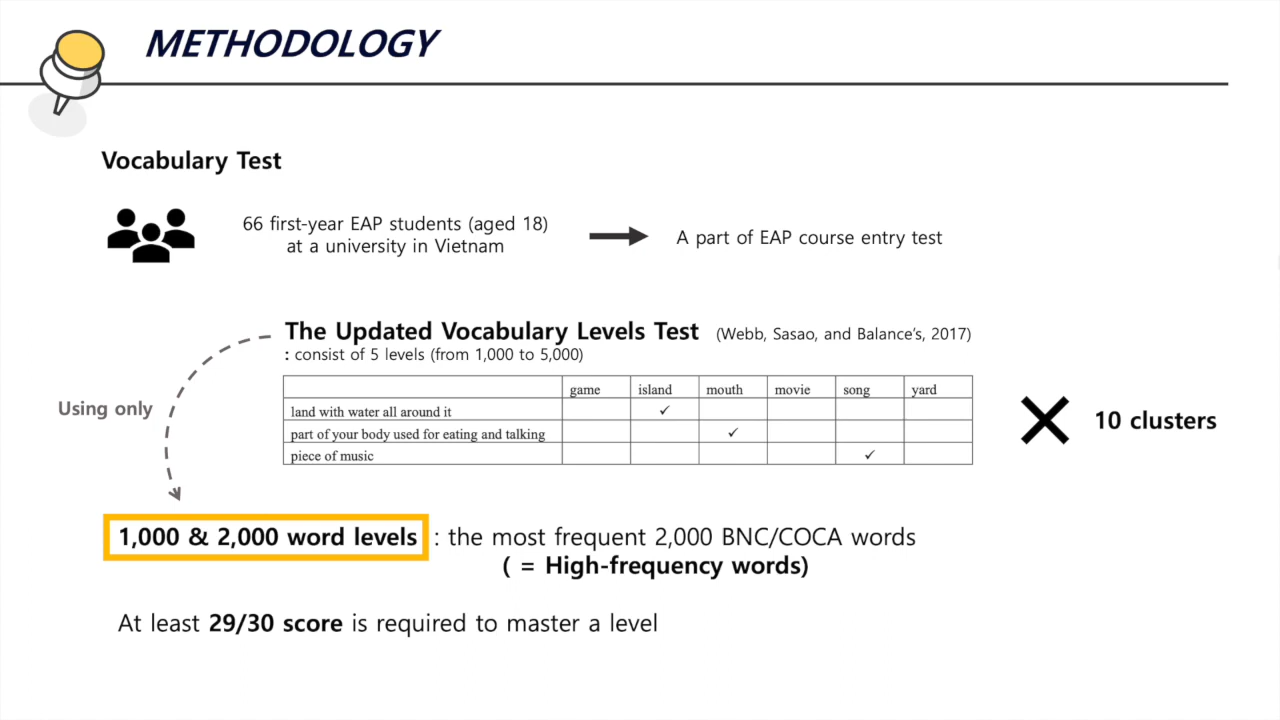 METHODOLOGY
Vocabulary Test
66 first-year EAP students (aged 18)
at a university in Vietnam
A part of EAP course entry test
The Updated Vocabulary Levels Test (Webb, Sasao, and Balance's, 2017)
: consist of 5 levels (from 1,000 to 5,000)
Using only
game island mouth movie song yard
land with water all around it ✓
part of your body used for eating and talking ✓
piece of music ✓
10 clusters
1,000 & 2,000 word levels : the most frequent 2,000 BNC/COCA words
( = High-frequency words)
At least 29/30 score is required to master a level